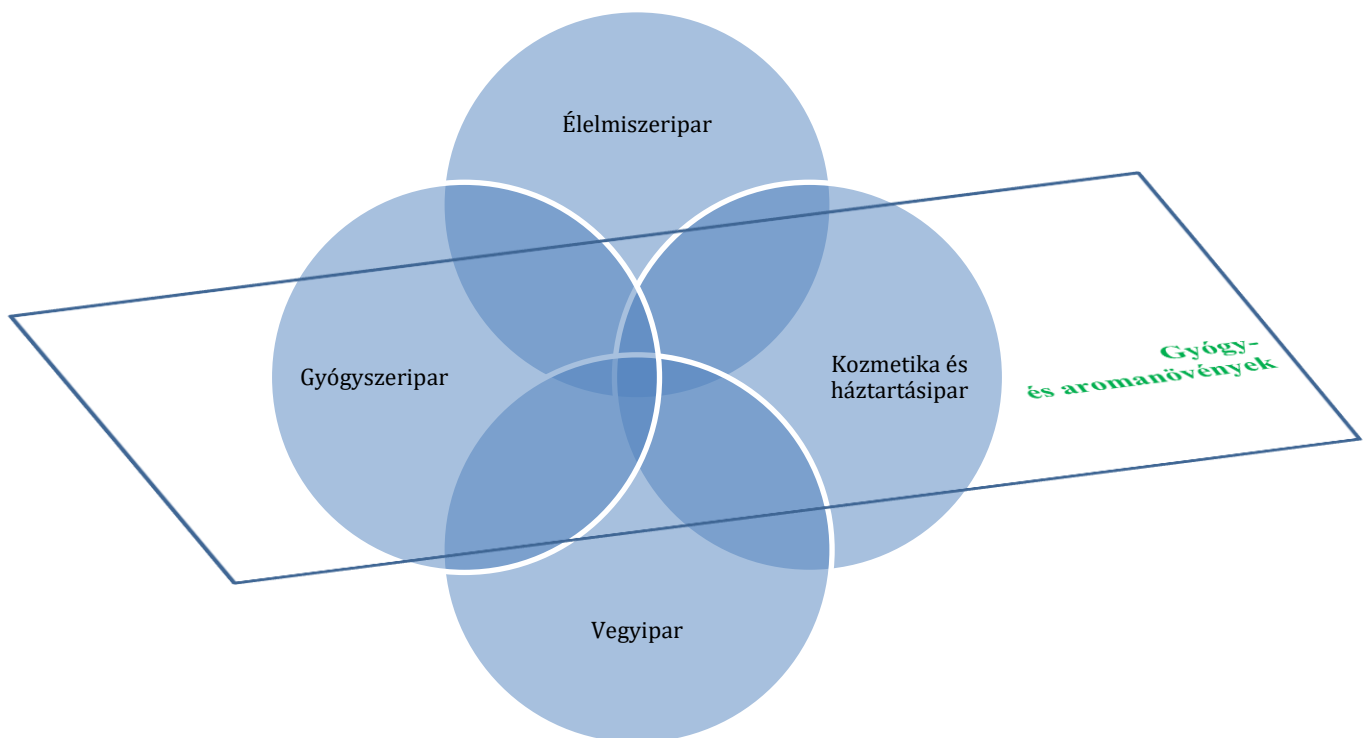 Élelmiszeripar
Gyógyszeripar
Kozmetika és
háztartásipar
Gyógy-
és aromanövények
Vegyipar